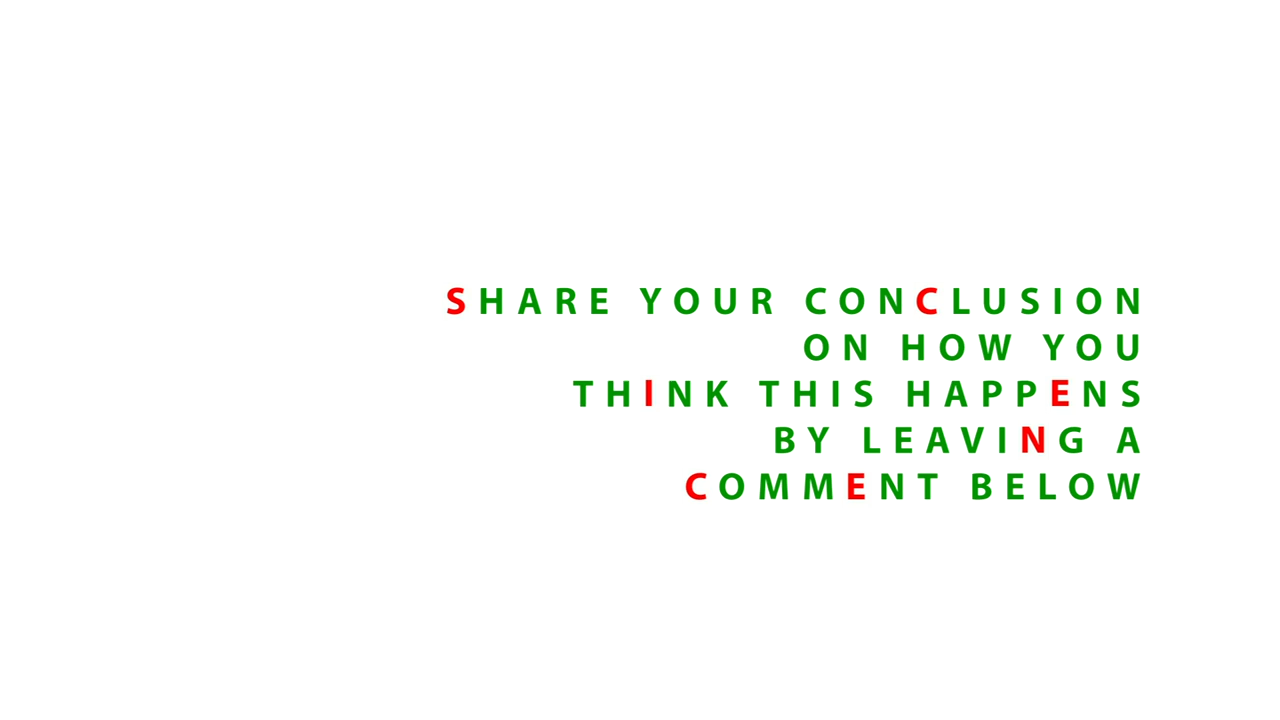 SHARE YOUR CONCLUSION
ON HOW YOU
THINK THIS HAPPENS
BY LEAVING A
COMMENT BELOW